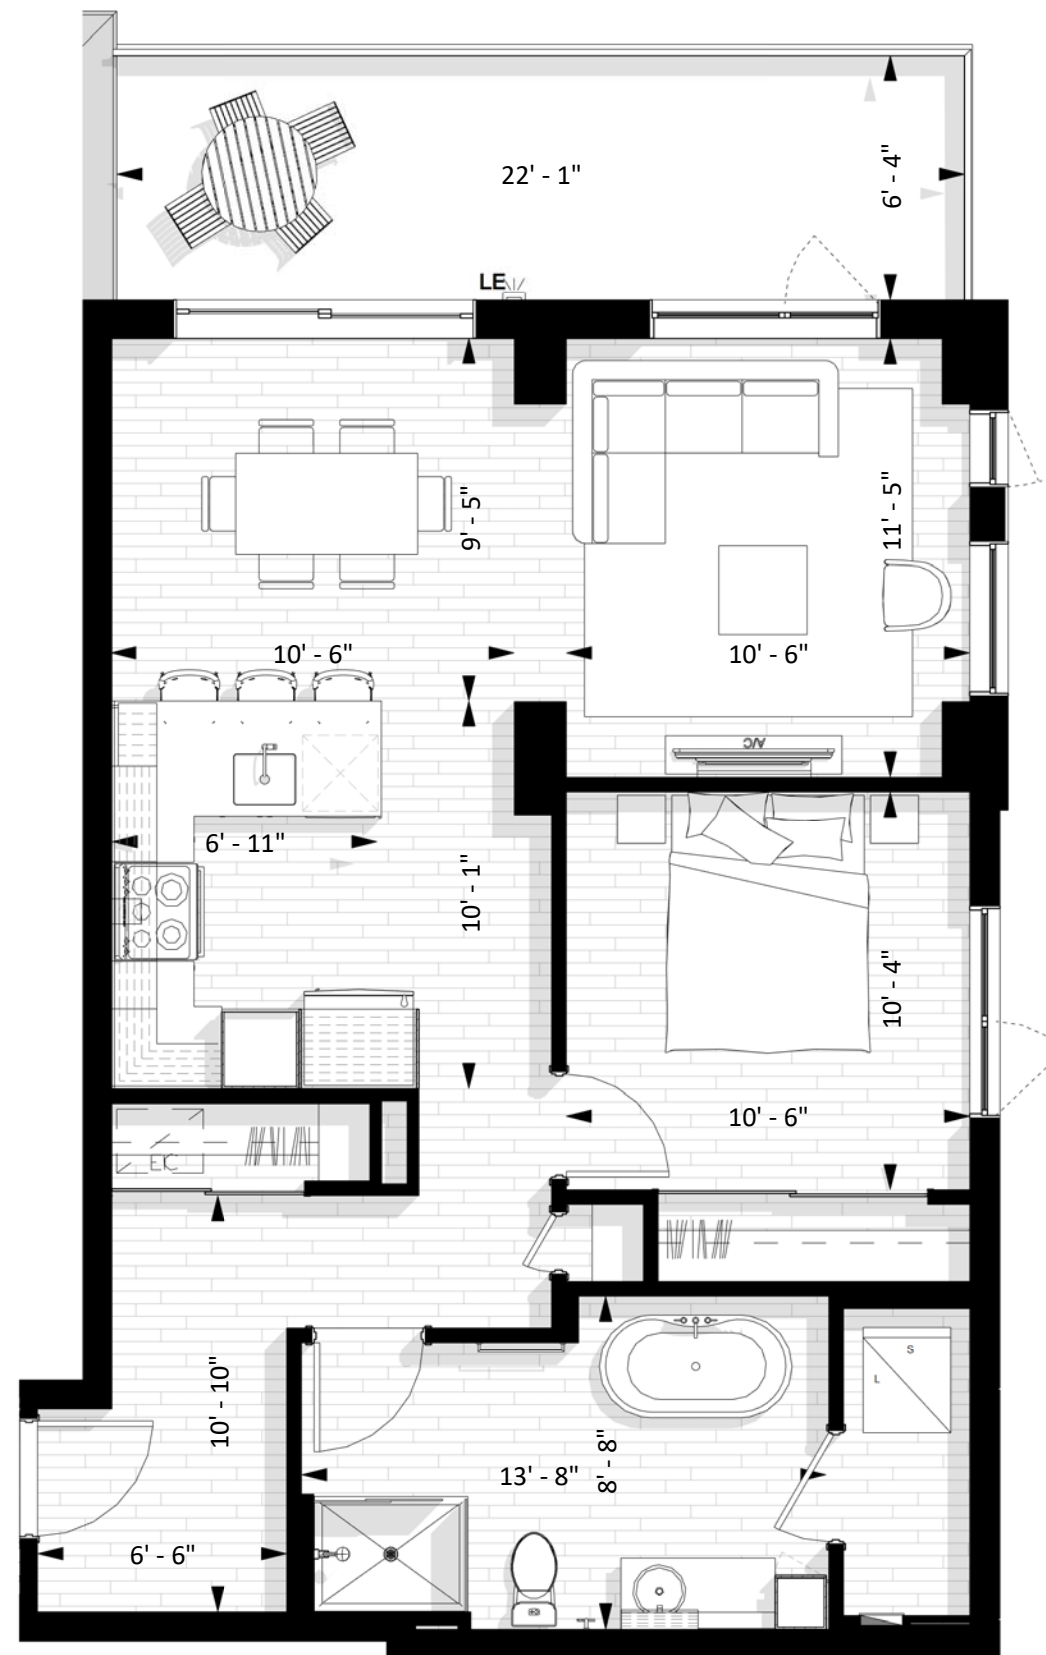 22' - 1"
6' - 4"
LE
9' - 5"
11' - 5"
10' - 6"
10' - 6"
A/C
6' - 11"
10' - 1"
10' - 4"
10' - 6"
EIC
10' - 10"
S
L
13' - 8"
8' - 8"
6' - 6"